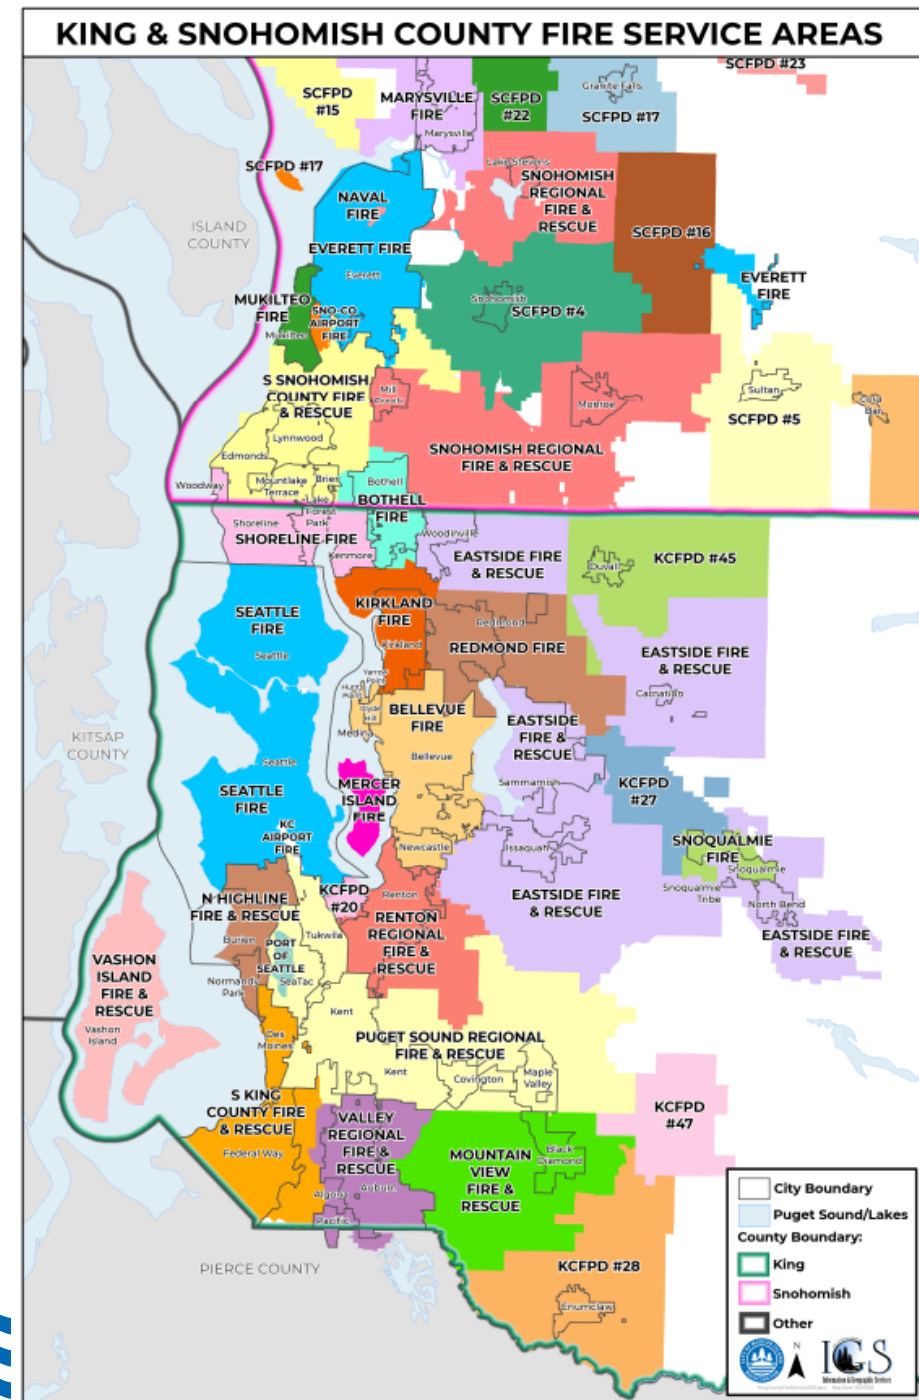 KING & SNOHOMISH COUNTY FIRE SERVICE AREAS
SCFPD #23
SCFPD
#15
MARYSVILLE
FIRE
Marysville
SCFPD
#22
Granite Falls
SCFPD #17
SCFPD #17
Lake Stevens
SNOHOMISH
REGIONAL
FIRE &
RESCUE
NAVAL
FIRE
ISLAND
COUNTY
SCFPD #16
EVERETT FIRE
Everett
EVERETT
FIRE
MUKILTEO
FIRE
Mukilteo
SNO-CO
AIRPORT
FIRE
Snohomish
SCFPD #4
S SNOHOMISH
COUNTY FIRE
& RESCUE
Mill
Creek
Monroe
Sultan
SCFPD #5
Gold
Bar
Lynnwood
Edmonds
SNOHOMISH REGIONAL
FIRE & RESCUE
Woodway
Mountlake
Terrace
Brier
Bothell
BOTHELL
FIRE
Lake
Forest
Park
Shoreline
SHORELINE FIRE
Kenmore
Woodinville
EASTSIDE FIRE
& RESCUE
Duvall
KCFPD #45
SEATTLE
FIRE
Seattle
KIRKLAND
FIRE
Kirkland
Redmond
REDMOND FIRE
EASTSIDE FIRE
& RESCUE
Carnation
Yarrow
Point
Hunts
Point
Clyde
Hill
Medina
BELLEVUE
FIRE
Bellevue
EASTSIDE
FIRE &
RESCUE
Sammamish
KITSAP
COUNTY
Seattle
SEATTLE
FIRE
MERCER
ISLAND
FIRE
KCFPD
#27
KC
AIRPORT
FIRE
Newcastle
Issaquah
SNOQUALMIE
FIRE
Snoqualmie
Snoqualmie
Tribe
North Bend
EASTSIDE FIRE
& RESCUE
N HIGHLINE
FIRE & RESCUE
KCFPD
#20
Renton
RENTON
REGIONAL
FIRE &
RESCUE
EASTSIDE FIRE
& RESCUE
Burien
Tukwila
PORT
OF
SEATTLE
SeaTac
Normandy
Park
VASHON
ISLAND
FIRE &
RESCUE
Vashon
Island
Des
Moines
Kent
PUGET SOUND REGIONAL
FIRE & RESCUE
Kent
Covington
Maple
Valley
S KING
COUNTY FIRE
& RESCUE
Federal Way
VALLEY
REGIONAL
FIRE &
RESCUE
Algona
Auburn
Pacific
KCFPD
#47
MOUNTAIN
VIEW
FIRE &
RESCUE
Black
Diamond
PIERCE COUNTY
KCFPD #28
Enumclaw
City Boundary
Puget Sound/Lakes
County Boundary:
King
Snohomish
Other
N
IGS
Information & Geographic Services